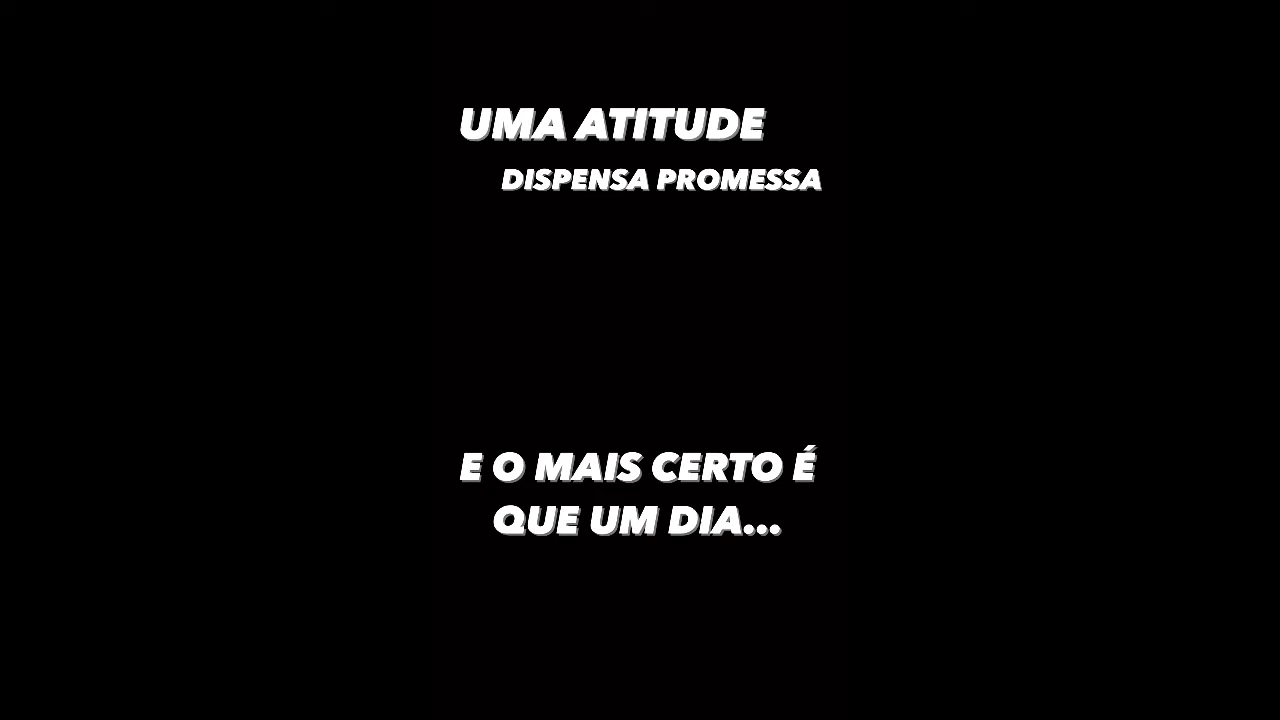 UMA ATITUDE
DISPENSA PROMESSA
E O MAIS CERTO É
QUE UM DIA...